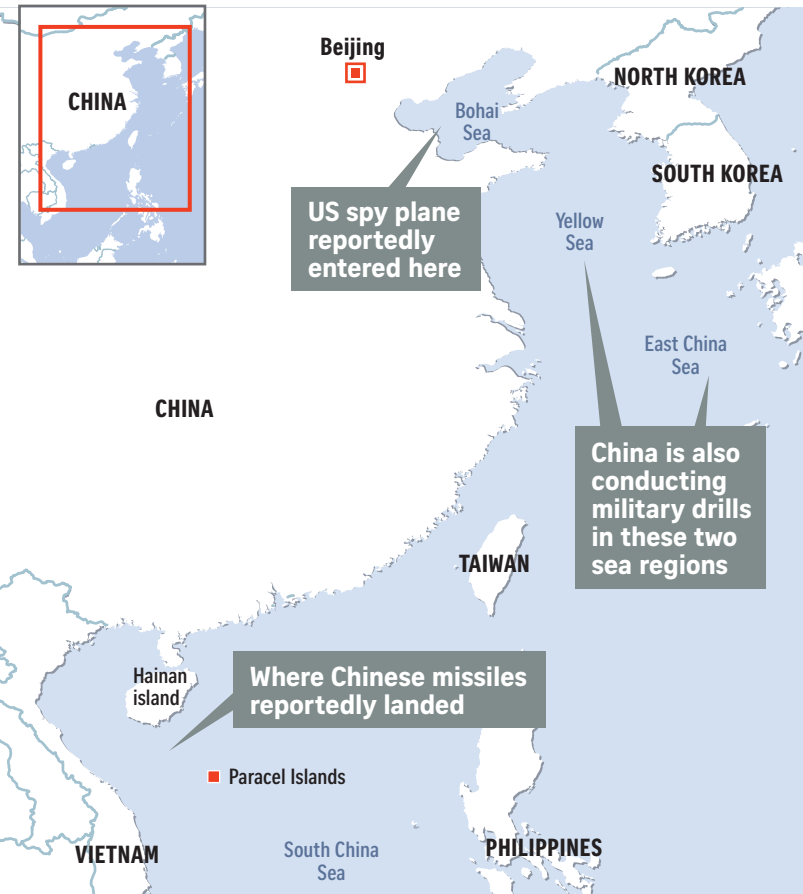 Beijing
CHINA
NORTH KOREA
Bohai
Sea
SOUTH KOREA
US spy plane
reportedly
entered here
Yellow
Sea
East China
Sea
CHINA
China is also
conducting
military drills
in these two
sea regions
TAIWAN
Hainan
island
Where Chinese missiles
reportedly landed
Paracel Islands
VIETNAM
South China
Sea
PHILIPPINES